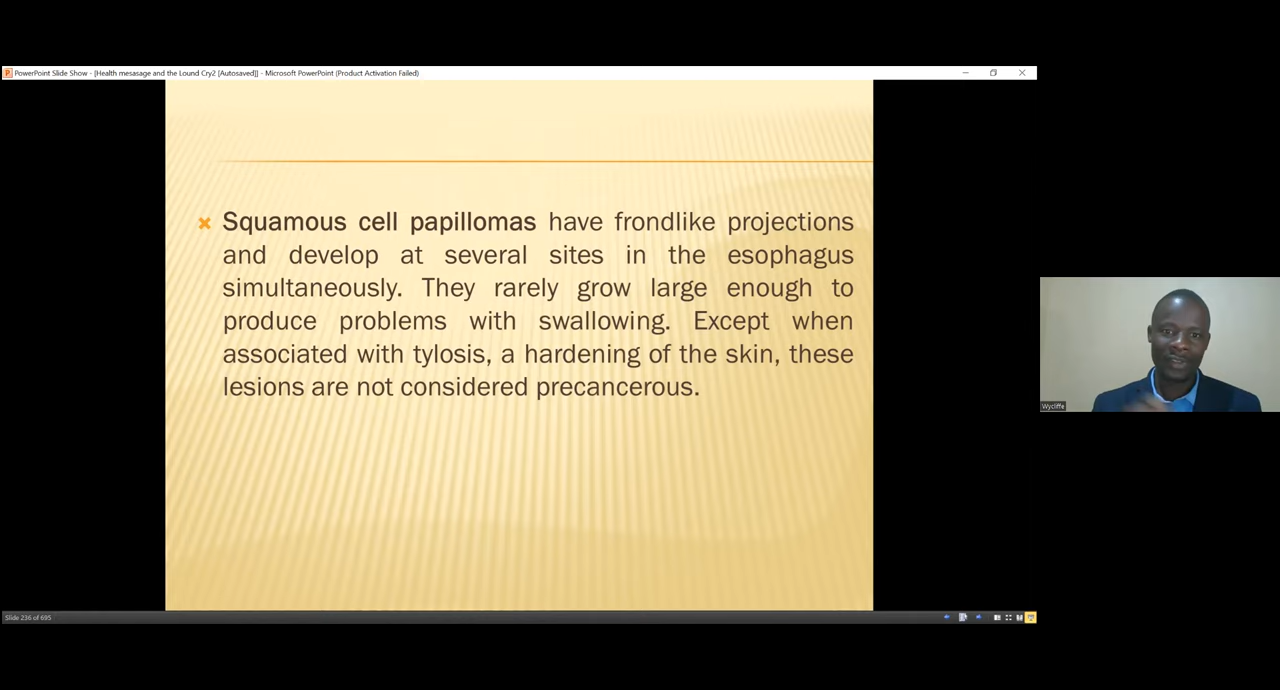 PowerPoint Slide Show - [Health mesasage and the Lound Cry2 [Autosaved]] - Microsoft PowerPoint (Product Activation Failed)
Squamous cell papillomas have frondlike projections
and develop at several sites in the esophagus
simultaneously. They rarely grow large enough to
produce problems with swallowing. Except when
associated with tylosis, a hardening of the skin, these
lesions are not considered precancerous.
Wycliffe
Slide 236 of 695